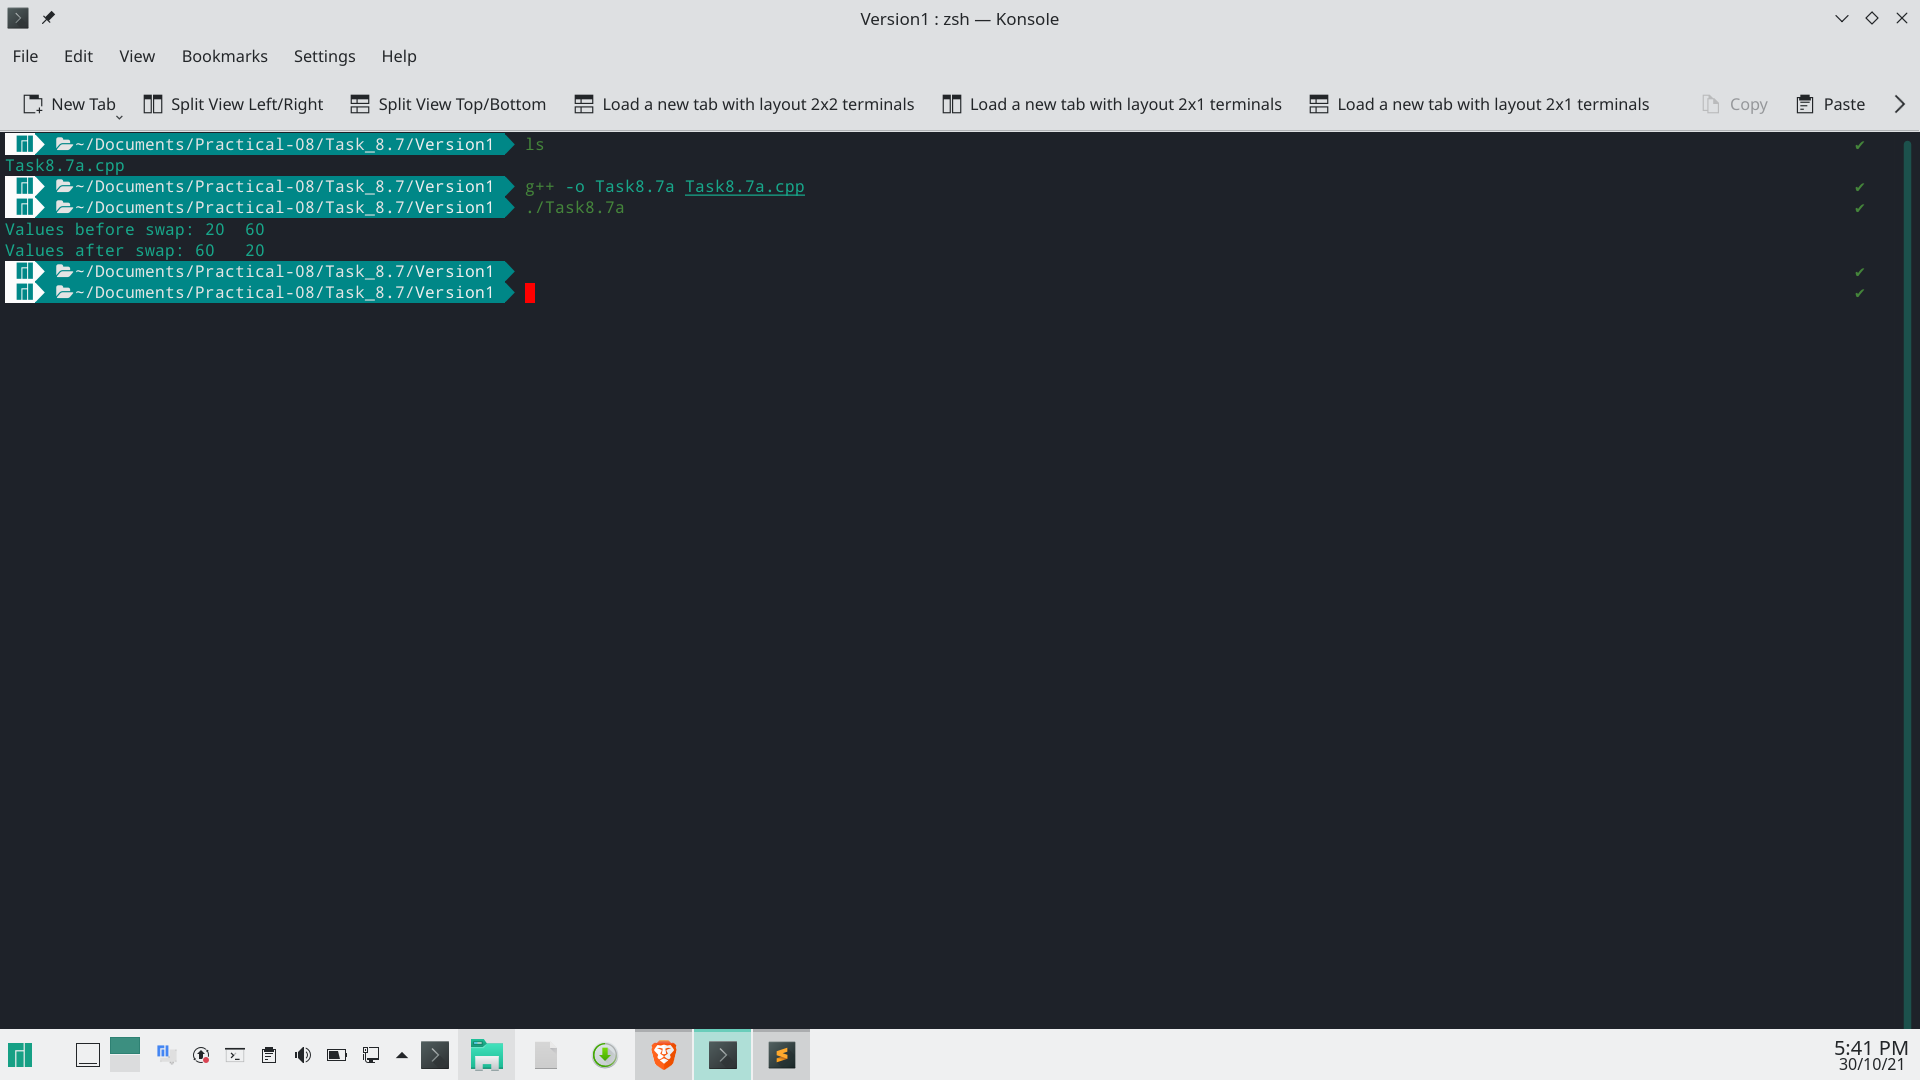 Version1 : zsh — Konsole
File Edit View Bookmarks Settings Help
New Tab Split View Left/Right Split View Top/Bottom Load a new tab with layout 2x2 terminals Load a new tab with layout 2x1 terminals Load a new tab with layout 2x1 terminals Copy Paste
~/Documents/Practical-08/Task_8.7/Version1 ls ✔
Task8.7a.cpp
~/Documents/Practical-08/Task_8.7/Version1 g++ -o Task8.7a Task8.7a.cpp ✔
~/Documents/Practical-08/Task_8.7/Version1 ./Task8.7a ✔
Values before swap: 20  60
Values after swap: 60   20
~/Documents/Practical-08/Task_8.7/Version1 ✔
~/Documents/Practical-08/Task_8.7/Version1 ✔
5:41 PM
30/10/21